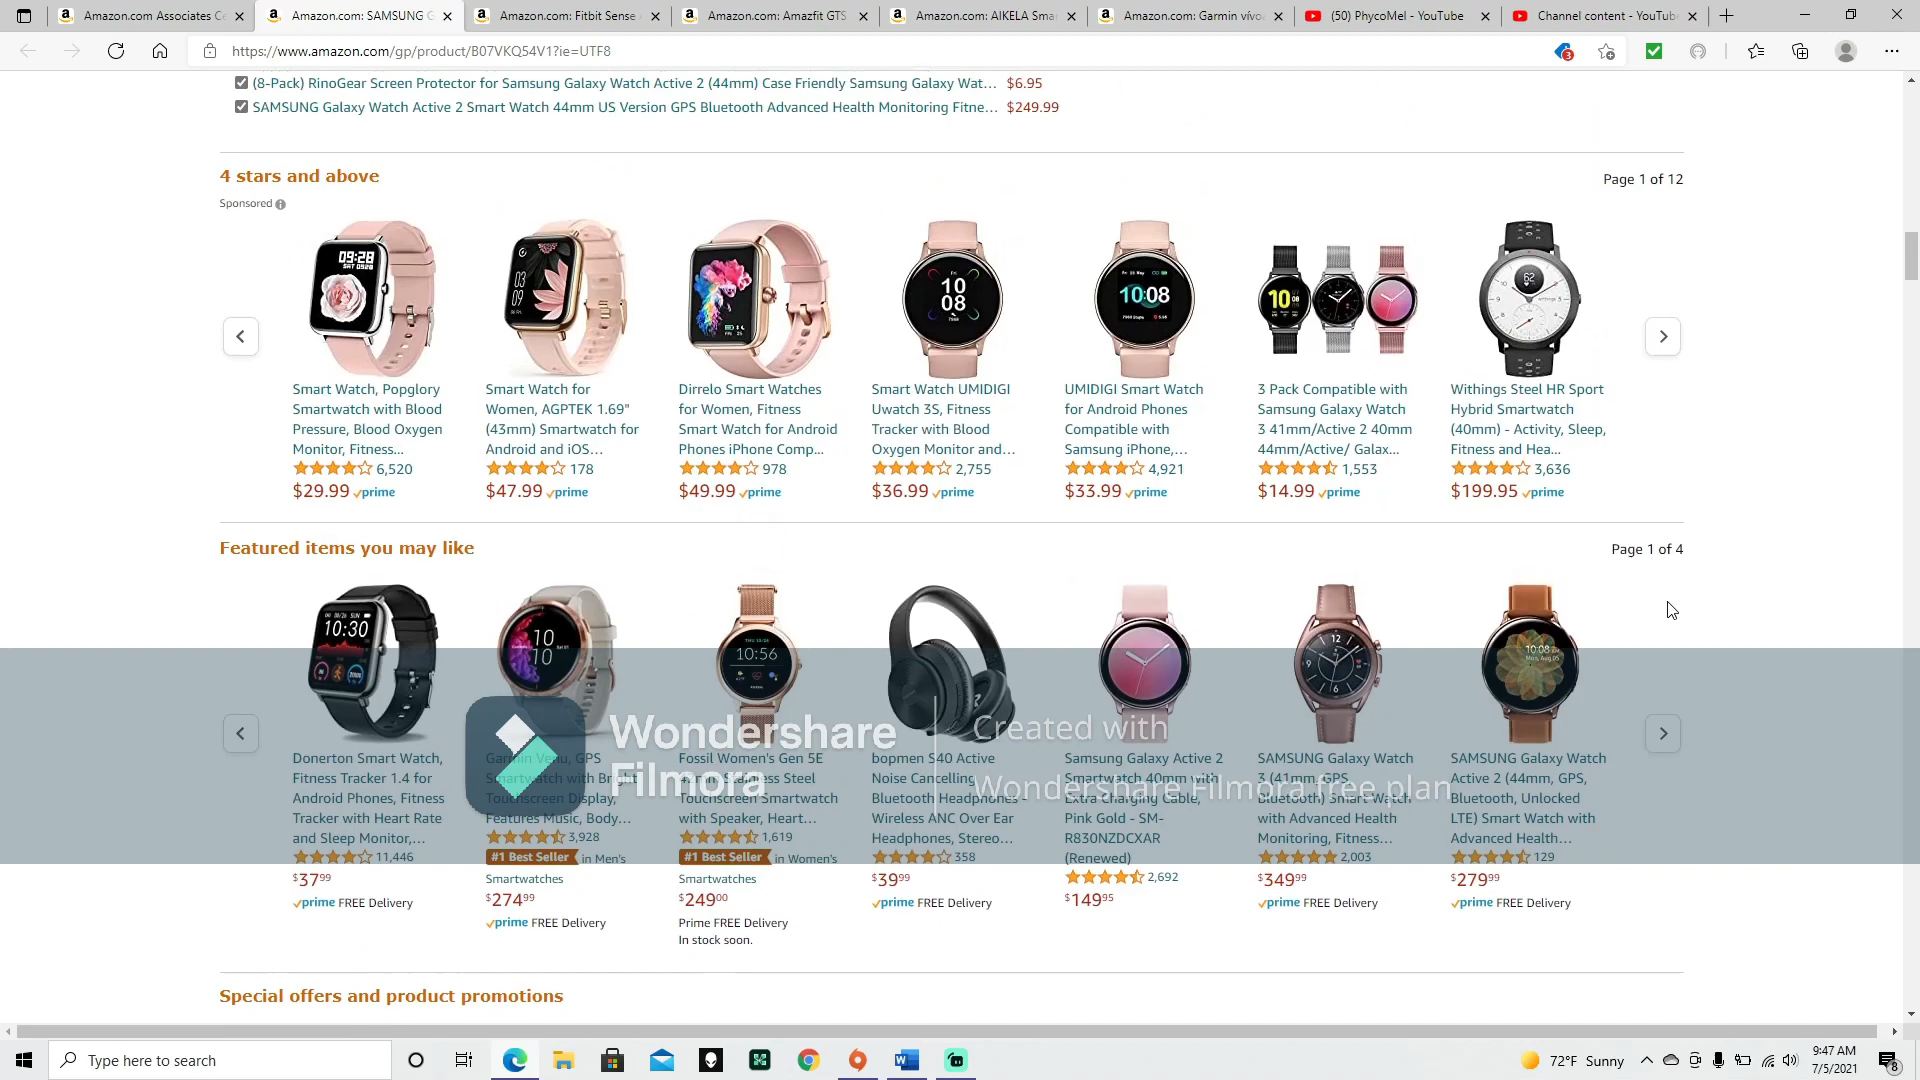 Amazon.com Associates Ce
Amazon.com: SAMSUNG G
Amazon.com: Fitbit Sense
Amazon.com: Amazfit GTS
Amazon.com: AIKELA Sma
Amazon.com: Garmin vívo
(50) PhycoMel - YouTube
Channel content - YouTub
https://www.amazon.com/gp/product/B07VKQ54V1?ie=UTF8
(8-Pack) RinoGear Screen Protector for Samsung Galaxy Watch Active 2 (44mm) Case Friendly Samsung Galaxy Wat... $6.95
SAMSUNG Galaxy Watch Active 2 Smart Watch 44mm US Version GPS Bluetooth Advanced Health Monitoring Fitne... $249.99
4 stars and above
Page 1 of 12
Sponsored
Smart Watch, Popglory
Smartwatch with Blood
Pressure, Blood Oxygen
Monitor, Fitness...
6,520
$29.99 prime
Smart Watch for
Women, AGPTEK 1.69"
(43mm) Smartwatch for
Android and iOS...
178
$47.99 prime
Dirrelo Smart Watches
for Women, Fitness
Smart Watch for Android
Phones iPhone Comp...
978
$49.99 prime
Smart Watch UMIDIGI
Uwatch 3S, Fitness
Tracker with Blood
Oxygen Monitor and...
2,755
$36.99 prime
UMIDIGI Smart Watch
for Android Phones
Compatible with
Samsung iPhone,...
4,921
$33.99 prime
3 Pack Compatible with
Samsung Galaxy Watch
3 41mm/Active 2 40mm
44mm/Active/ Galax...
1,553
$14.99 prime
Withings Steel HR Sport
Hybrid Smartwatch
(40mm) - Activity, Sleep,
Fitness and Hea...
3,636
$199.95 prime
Featured items you may like
Page 1 of 4
Donerton Smart Watch,
Fitness Tracker 1.4 for
Android Phones, Fitness
Tracker with Heart Rate
and Sleep Monitor,...
11,446
$37.99
prime FREE Delivery
Garmin Venu, GPS
Smartwatch with Bright
Touchscreen Display,
Features Music, Body...
3,928
#1 Best Seller in Men's
Smartwatches
$274.99
prime FREE Delivery
Fossil Women's Gen 5E
42mm Stainless Steel
Touchscreen Smartwatch
with Speaker, Heart...
1,619
#1 Best Seller in Women's
Smartwatches
$249.00
Prime FREE Delivery
In stock soon.
bopmen S40 Active
Noise Cancelling
Bluetooth Headphones -
Wireless ANC Over Ear
Headphones, Stereo...
358
$39.99
prime FREE Delivery
Samsung Galaxy Active 2
Smartwatch 40mm with
Extra Charging Cable,
Pink Gold - SM-
R830NZDCXAR
(Renewed)
2,692
$149.95
SAMSUNG Galaxy Watch
3 (41mm, GPS,
Bluetooth) Smart Watch
with Advanced Health
Monitoring, Fitness...
2,003
$349.99
prime FREE Delivery
SAMSUNG Galaxy Watch
Active 2 (44mm, GPS,
Bluetooth, Unlocked
LTE) Smart Watch with
Advanced Health...
129
$279.99
prime FREE Delivery
Wondershare
Filmora
Created with
Wondershare Filmora free plan
Special offers and product promotions
Type here to search
72°F Sunny
9:47 AM
7/5/2021
8